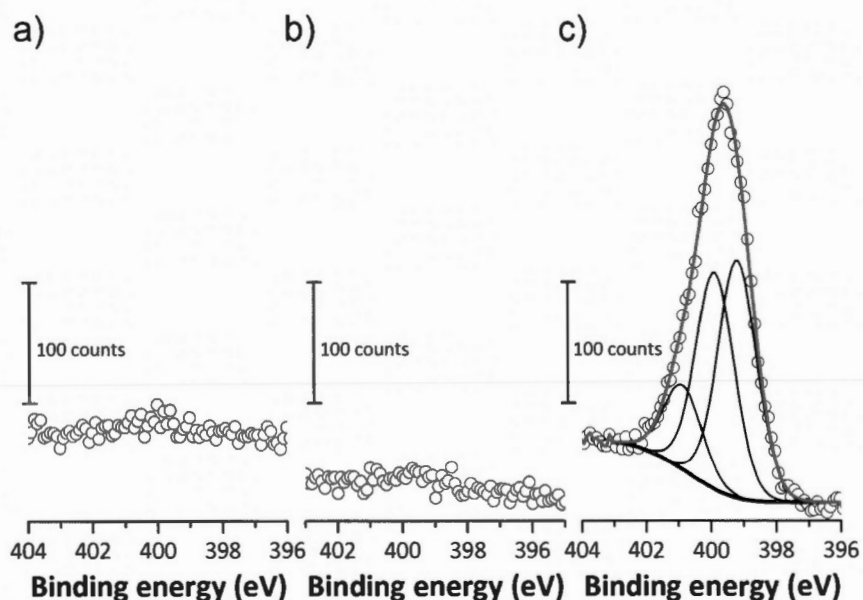 a) b) c)
100 counts 100 counts 100 counts
404 402 400 398 396 402 400 398 396 404 402 400 398 396
Binding energy (eV) Binding energy (eV) Binding energy (eV)